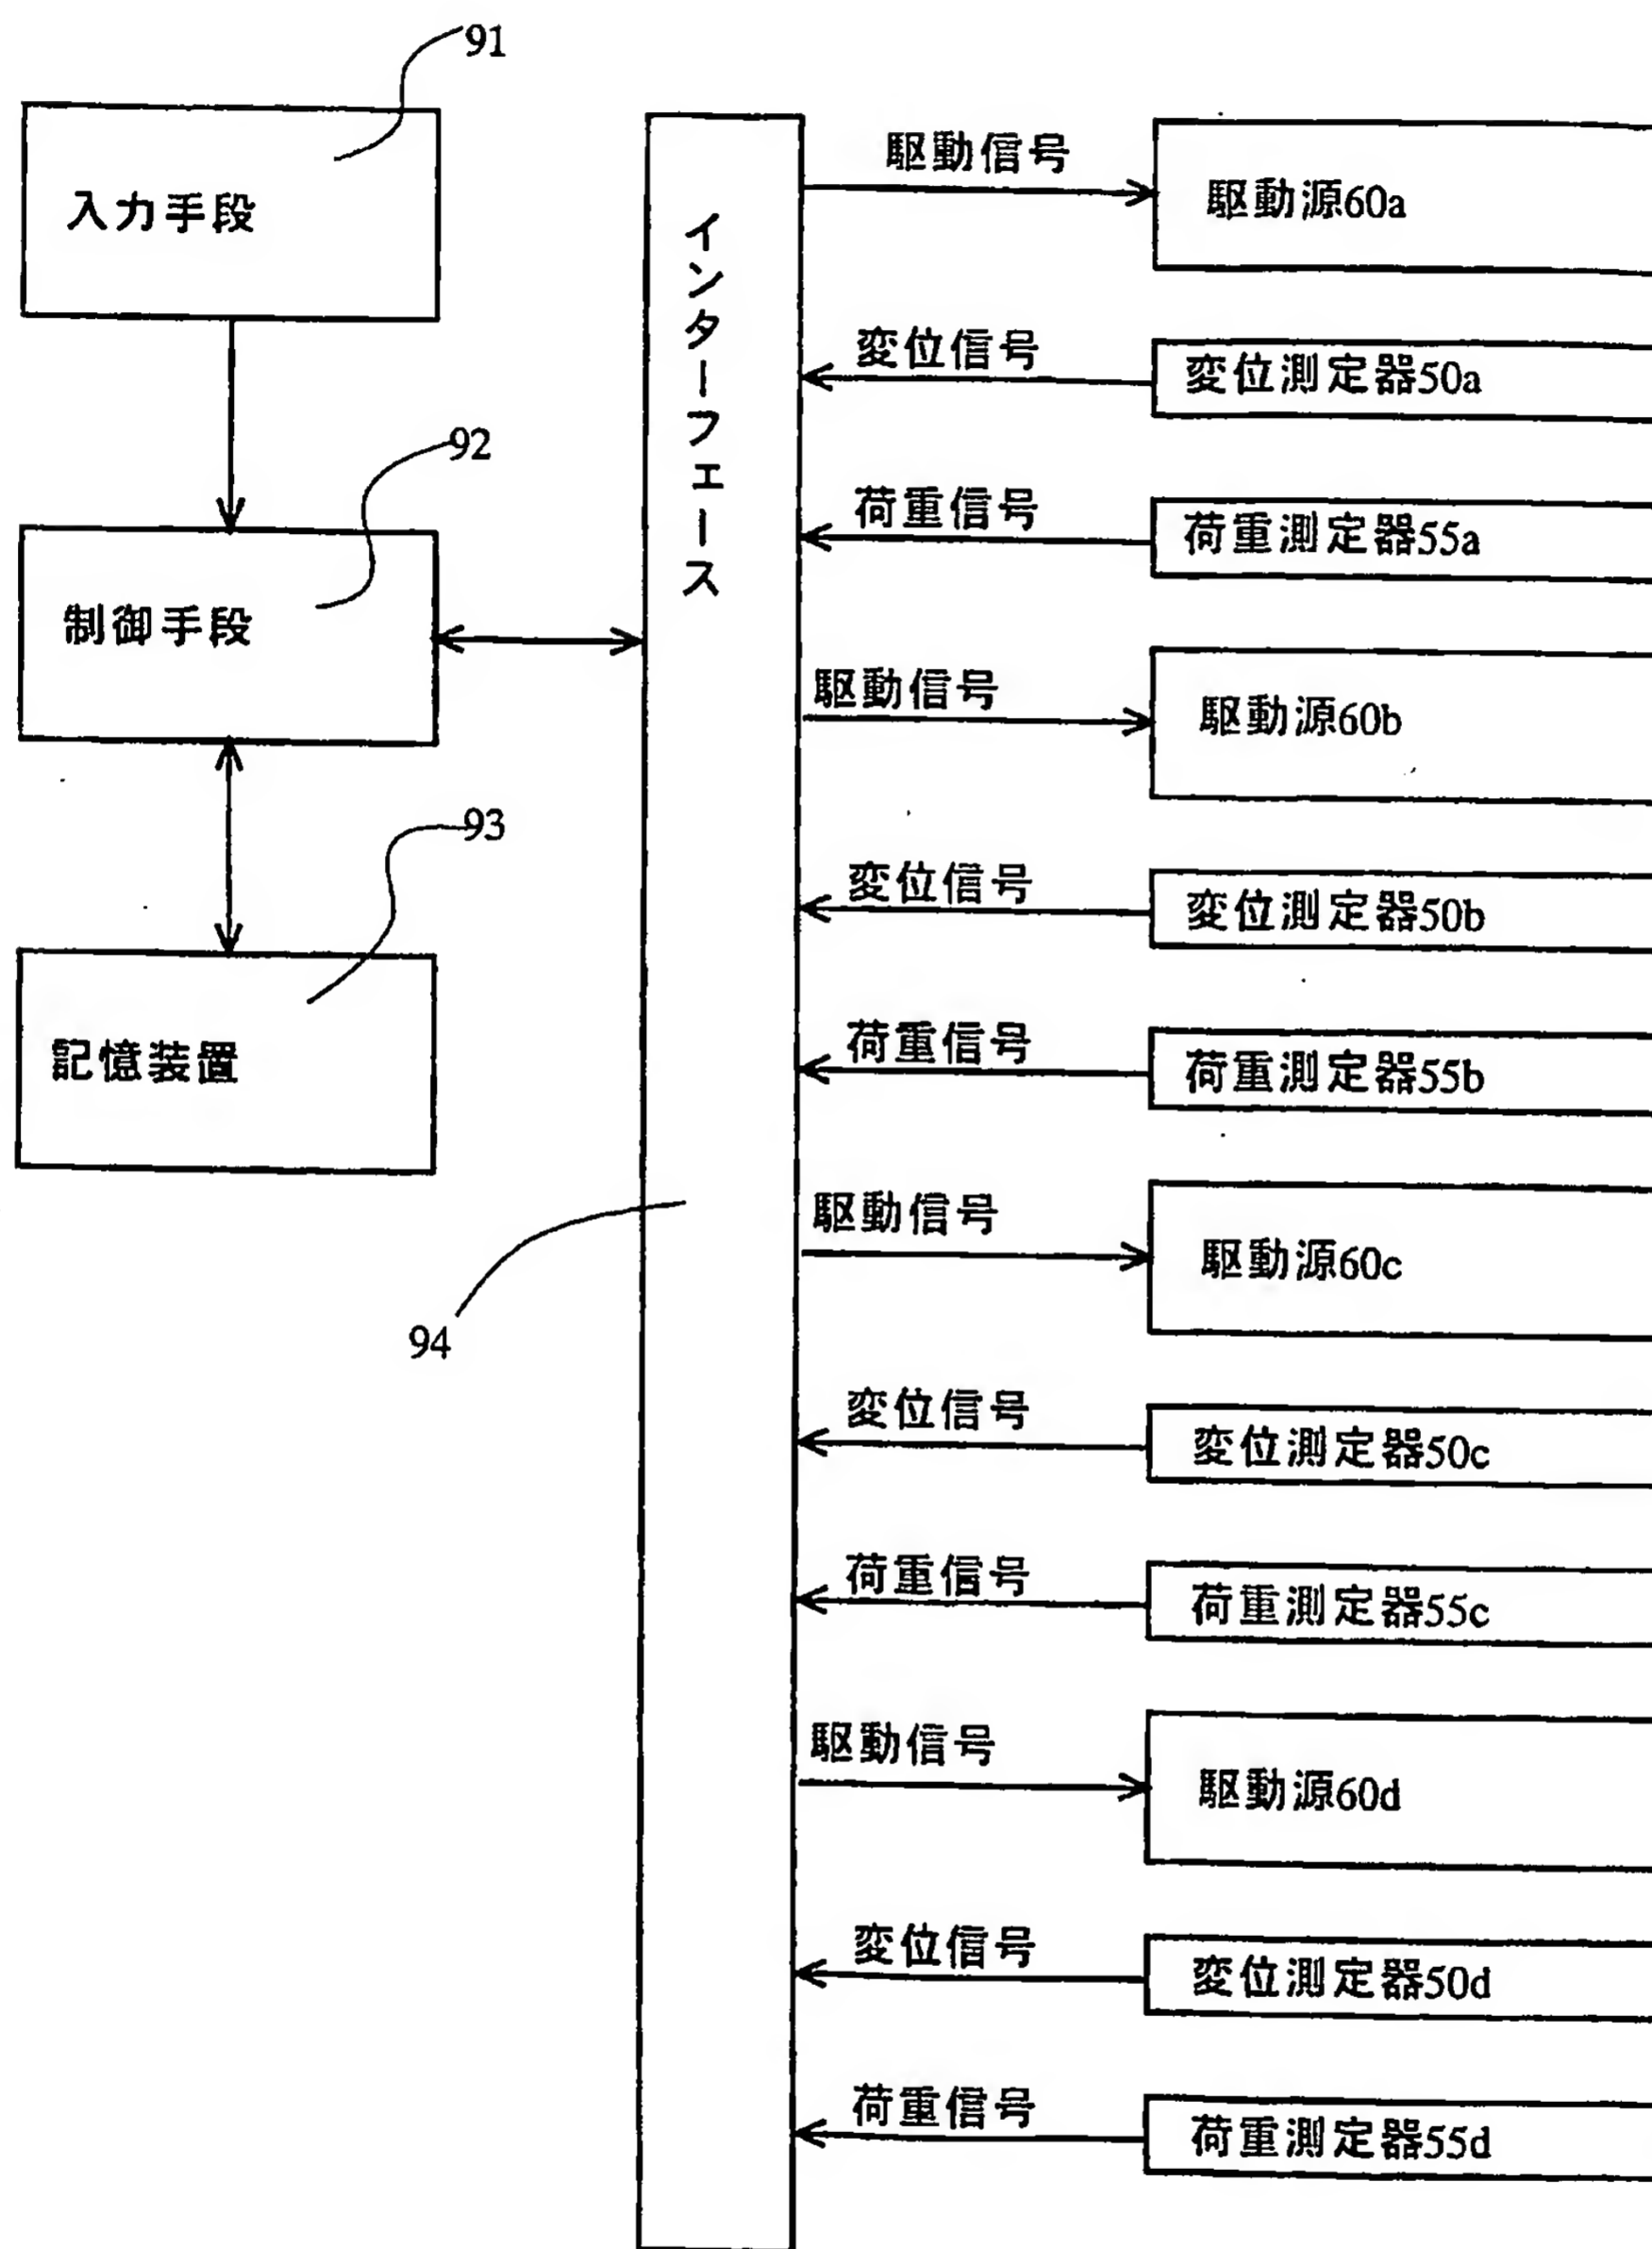 91
入力手段
92
制御手段
93
記憶装置
インターフェース
94
駆動信号
駆動源60a
変位信号
変位測定器50a
荷重信号
荷重測定器55a
駆動信号
駆動源60b
変位信号
変位測定器50b
荷重信号
荷重測定器55b
駆動信号
駆動源60c
変位信号
変位測定器50c
荷重信号
荷重測定器55c
駆動信号
駆動源60d
変位信号
変位測定器50d
荷重信号
荷重測定器55d